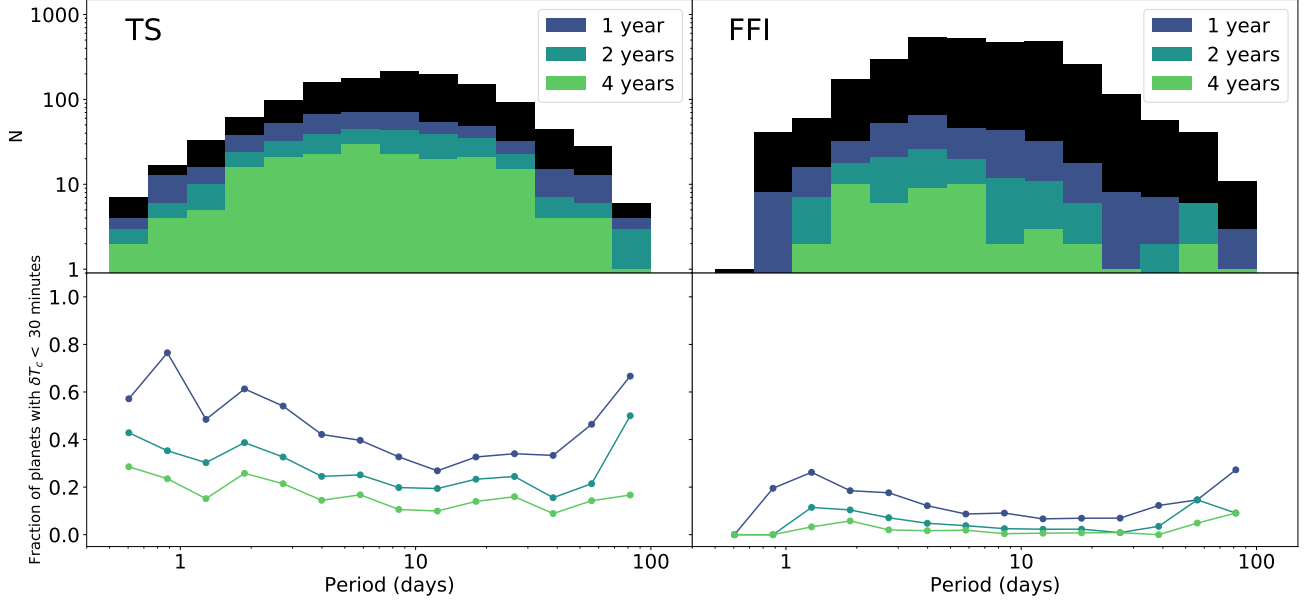 TS
1 year
2 years
4 years
FFI
1 year
2 years
4 years
1000
100
10
1
N
1.0
0.8
0.6
0.4
0.2
0.0
Fraction of planets with δT_c < 30 minutes
1
10
100
1
10
100
Period (days)
Period (days)